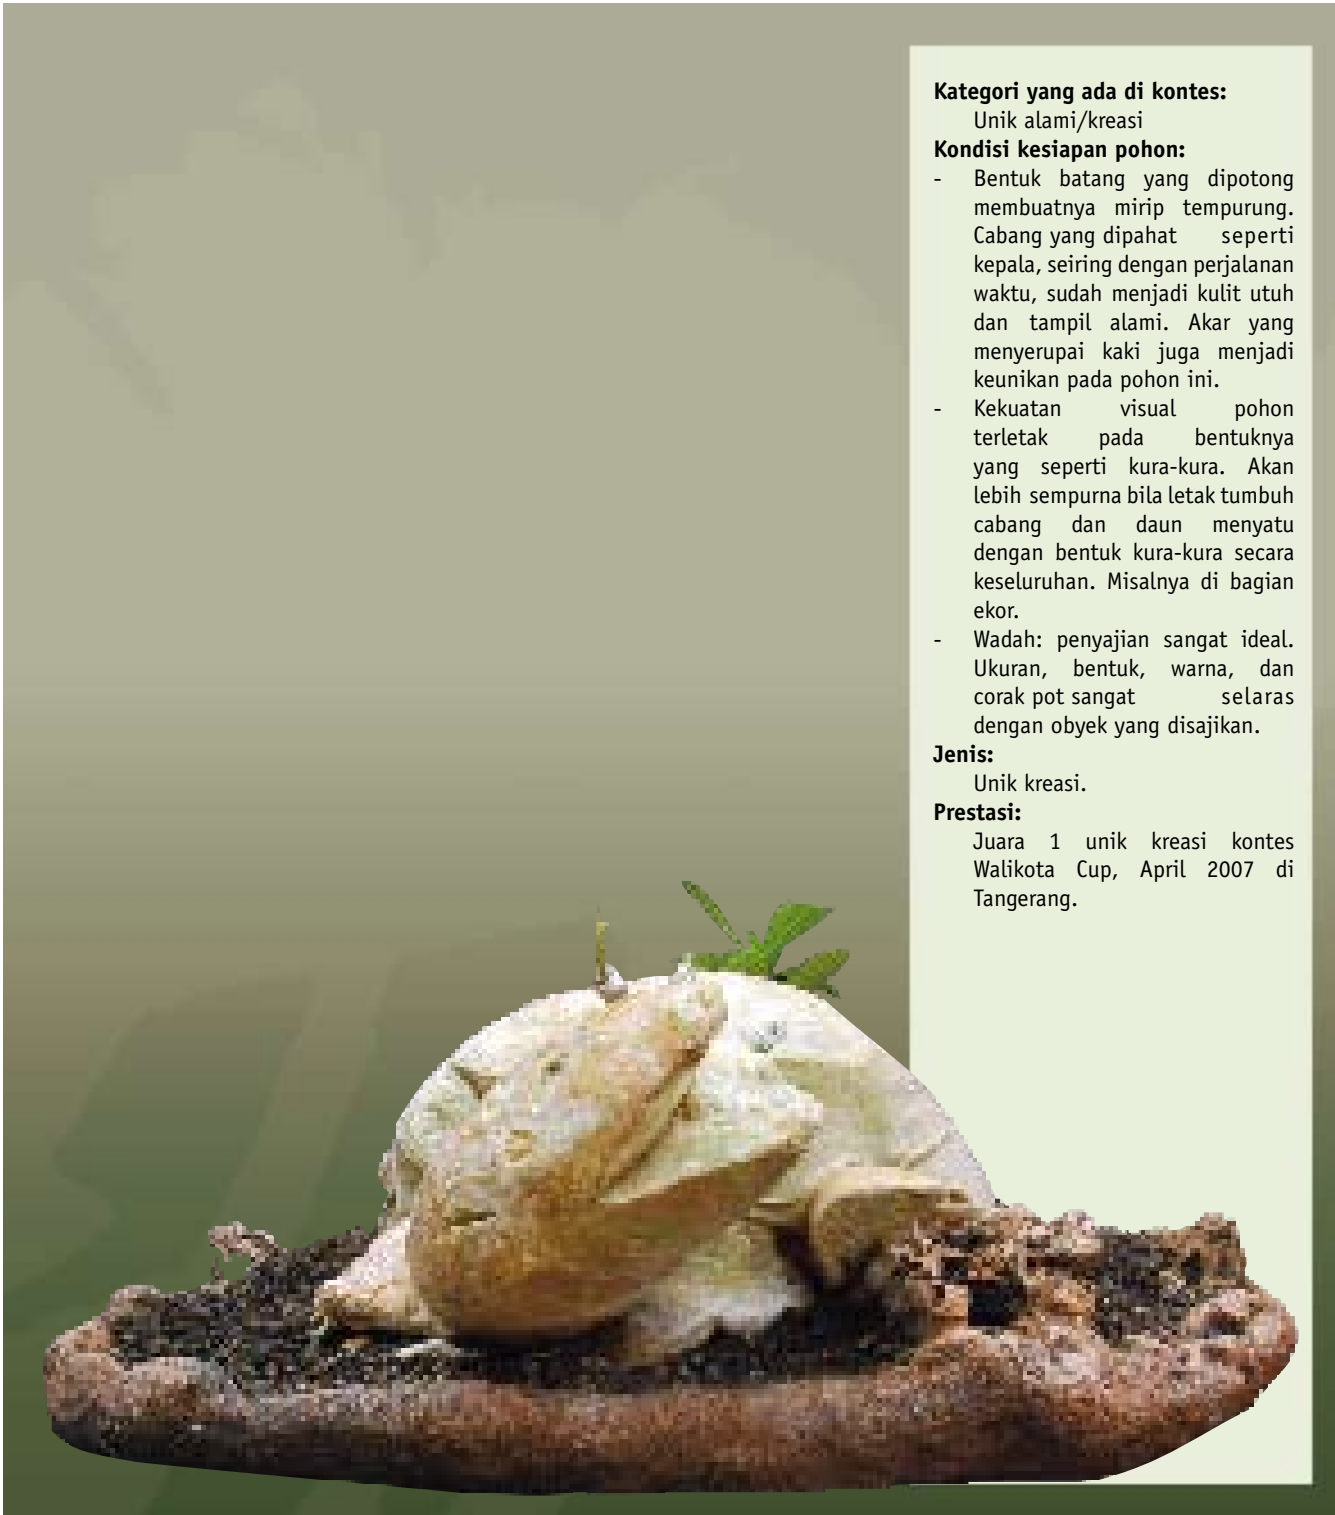 Kategori yang ada di kontes:
Unik alami/kreasi
Kondisi kesiapan pohon:
- Bentuk batang yang dipotong
membuatnya mirip tempurung.
Cabang yang dipahat seperti
kepala, seiring dengan perjalanan
waktu, sudah menjadi kulit utuh
dan tampil alami. Akar yang
menyerupai kaki juga menjadi
keunikan pada pohon ini.
- Kekuatan visual pohon
terletak pada bentuknya
yang seperti kura-kura. Akan
lebih sempurna bila letak tumbuh
cabang dan daun menyatu
dengan bentuk kura-kura secara
keseluruhan. Misalnya di bagian
ekor.
- Wadah: penyajian sangat ideal.
Ukuran, bentuk, warna, dan
corak pot sangat selaras
dengan obyek yang disajikan.
Jenis:
Unik kreasi.
Prestasi:
Juara 1 unik kreasi kontes
Walikota Cup, April 2007 di
Tangerang.